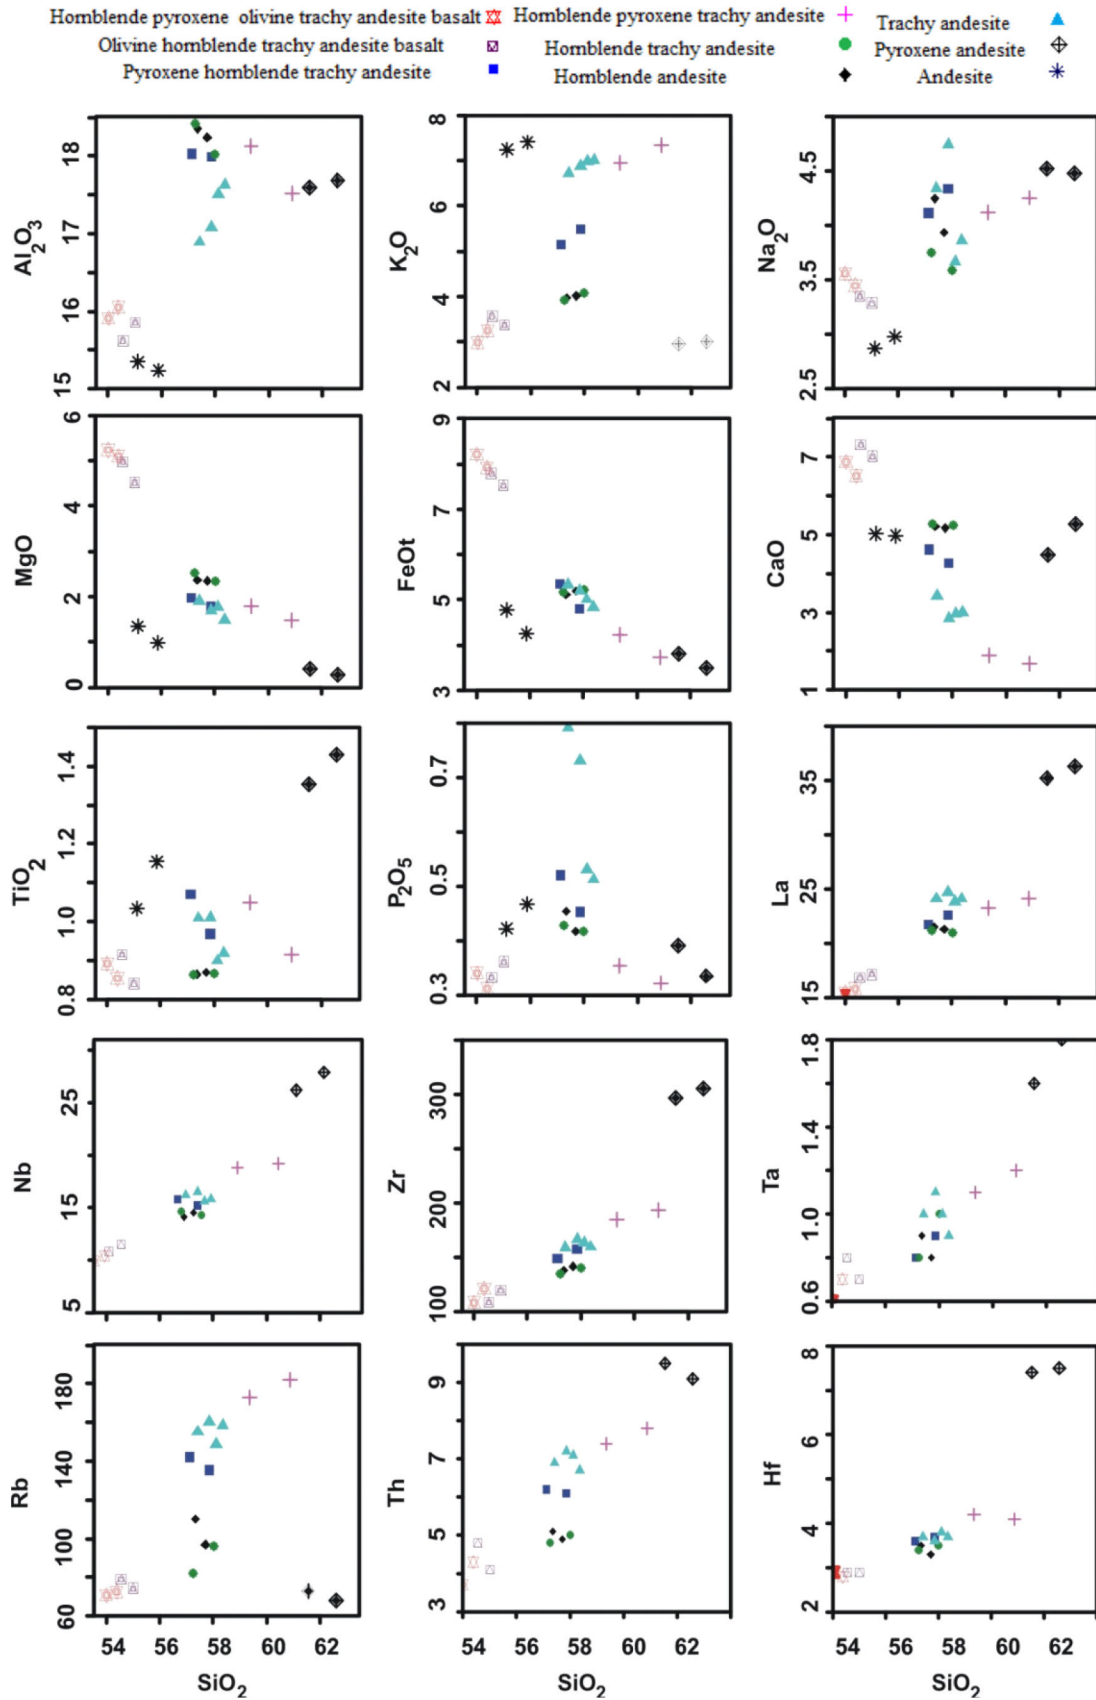 Hornblende pyroxene olivine trachy andesite basalt Hornblende pyroxene trachy andesite Trachy andesite
Olivine hornblende trachy andesite basalt Hornblende trachy andesite Pyroxene andesite
Pyroxene hornblende trachy andesite Hornblende andesite Andesite
Al2O3
18
17
16
15
K2O
8
6
4
2
Na2O
4.5
3.5
2.5
MgO
6
4
2
0
FeOt
9
7
5
3
CaO
7
5
3
1
TiO2
1.4
1.2
1.0
0.8
P2O5
0.7
0.5
0.3
La
35
25
15
Nb
25
15
5
Zr
300
200
100
Ta
1.8
1.4
1.0
0.6
Rb
180
140
100
60
Th
9
7
5
3
Hf
8
6
4
2
54 56 58 60 62
54 56 58 60 62
54 56 58 60 62
SiO2 SiO2 SiO2